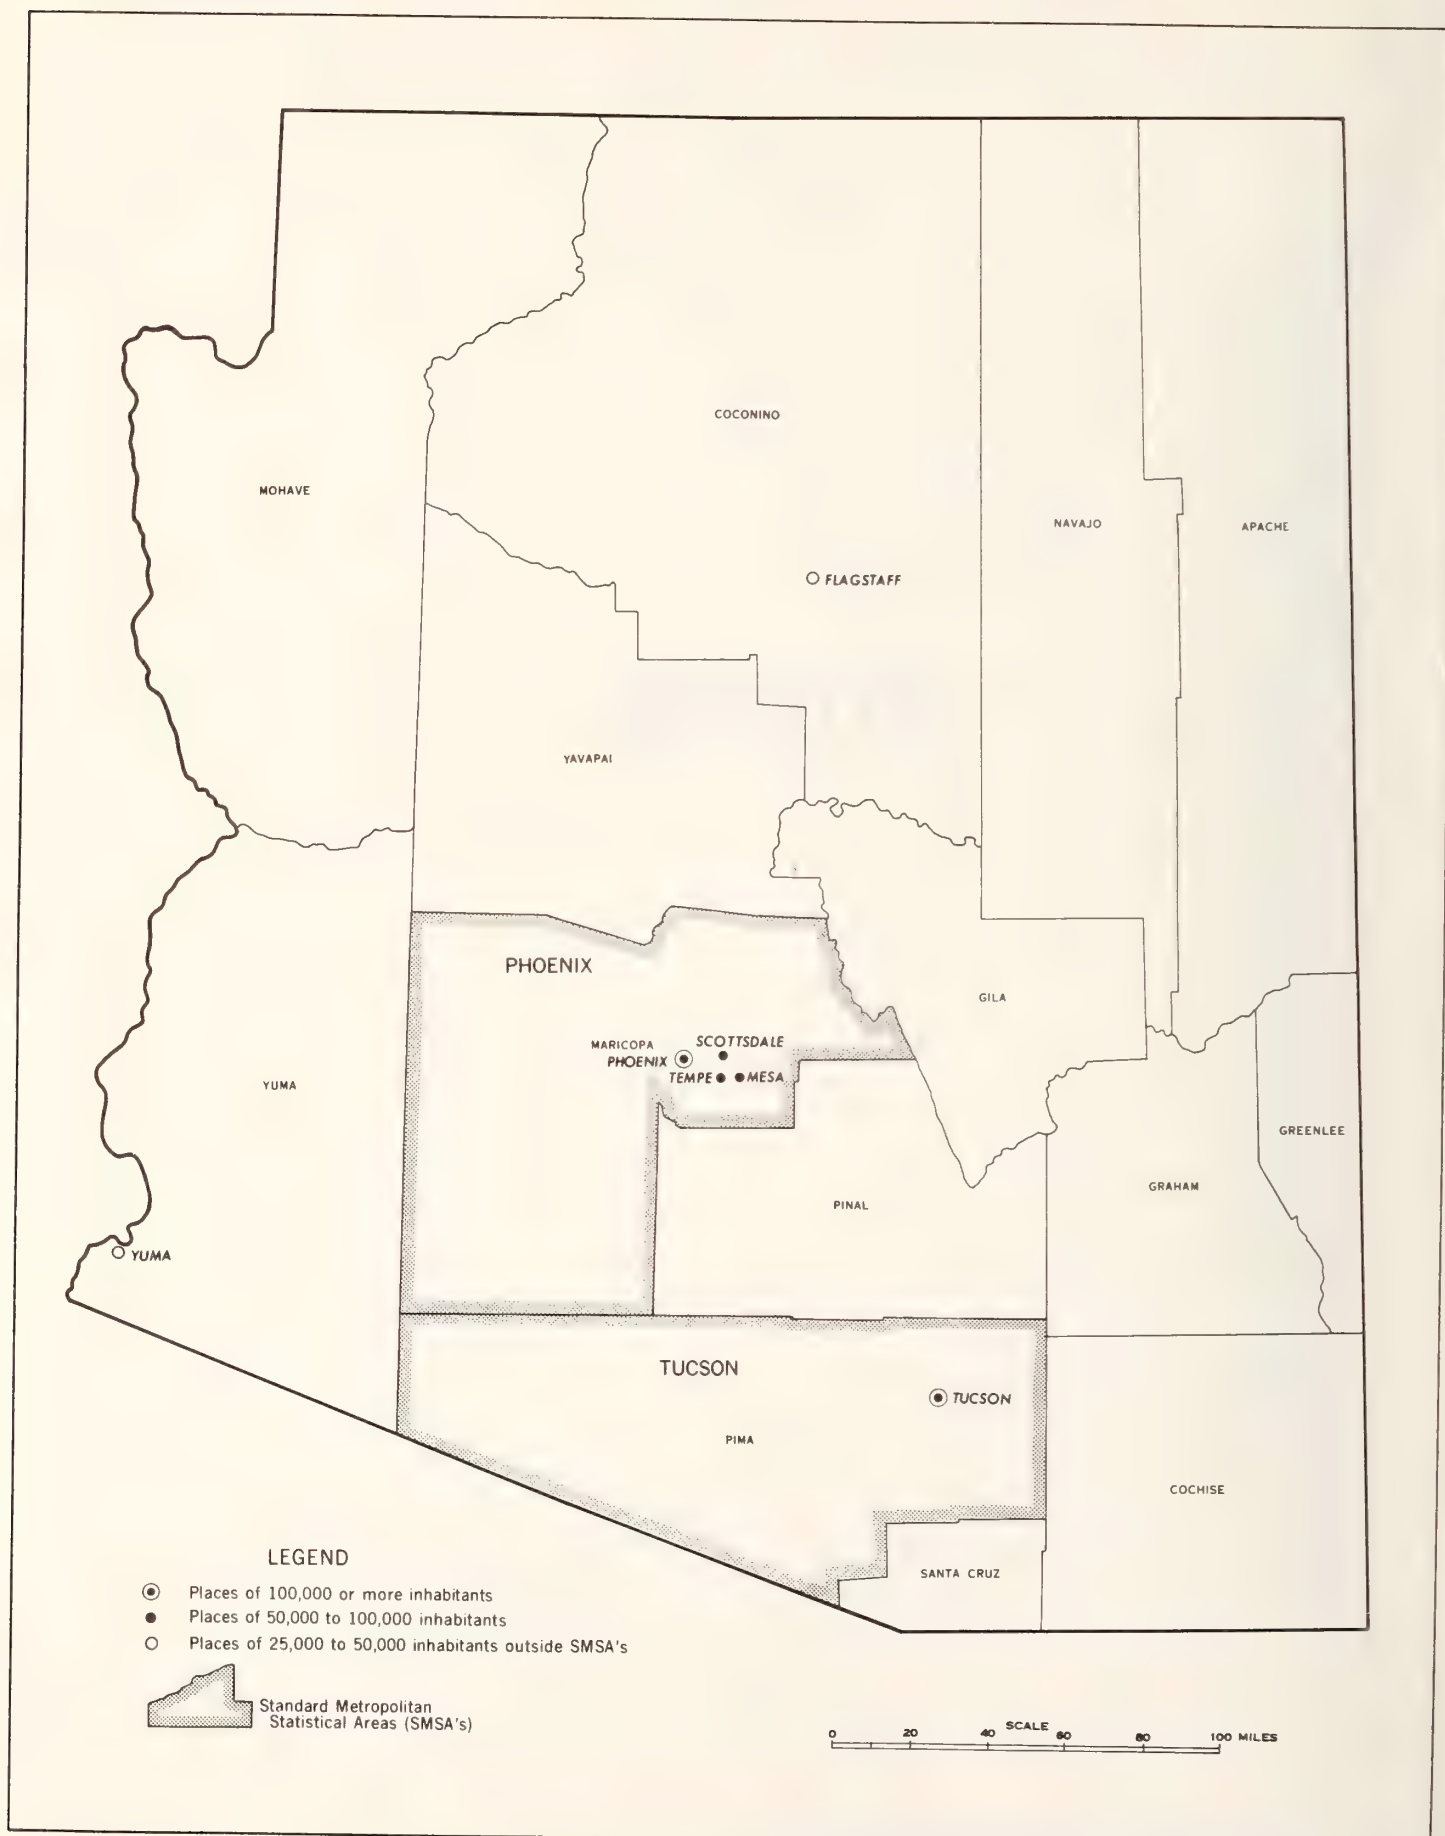 COCONINO
MOHAVE
NAVAJO
APACHE
FLAGSTAFF
YAVAPAI
PHOENIX
GILA
MARICOPA
SCOTTSDALE
PHOENIX
TEMPE
MESA
YUMA
GREENLEE
GRAHAM
PINAL
YUMA
TUCSON
TUCSON
PIMA
COCHISE
SANTA CRUZ
LEGEND
Places of 100,000 or more inhabitants
Places of 50,000 to 100,000 inhabitants
Places of 25,000 to 50,000 inhabitants outside SMSA's
Standard Metropolitan
Statistical Areas (SMSA's)
SCALE
0 20 40 60 80 100 MILES